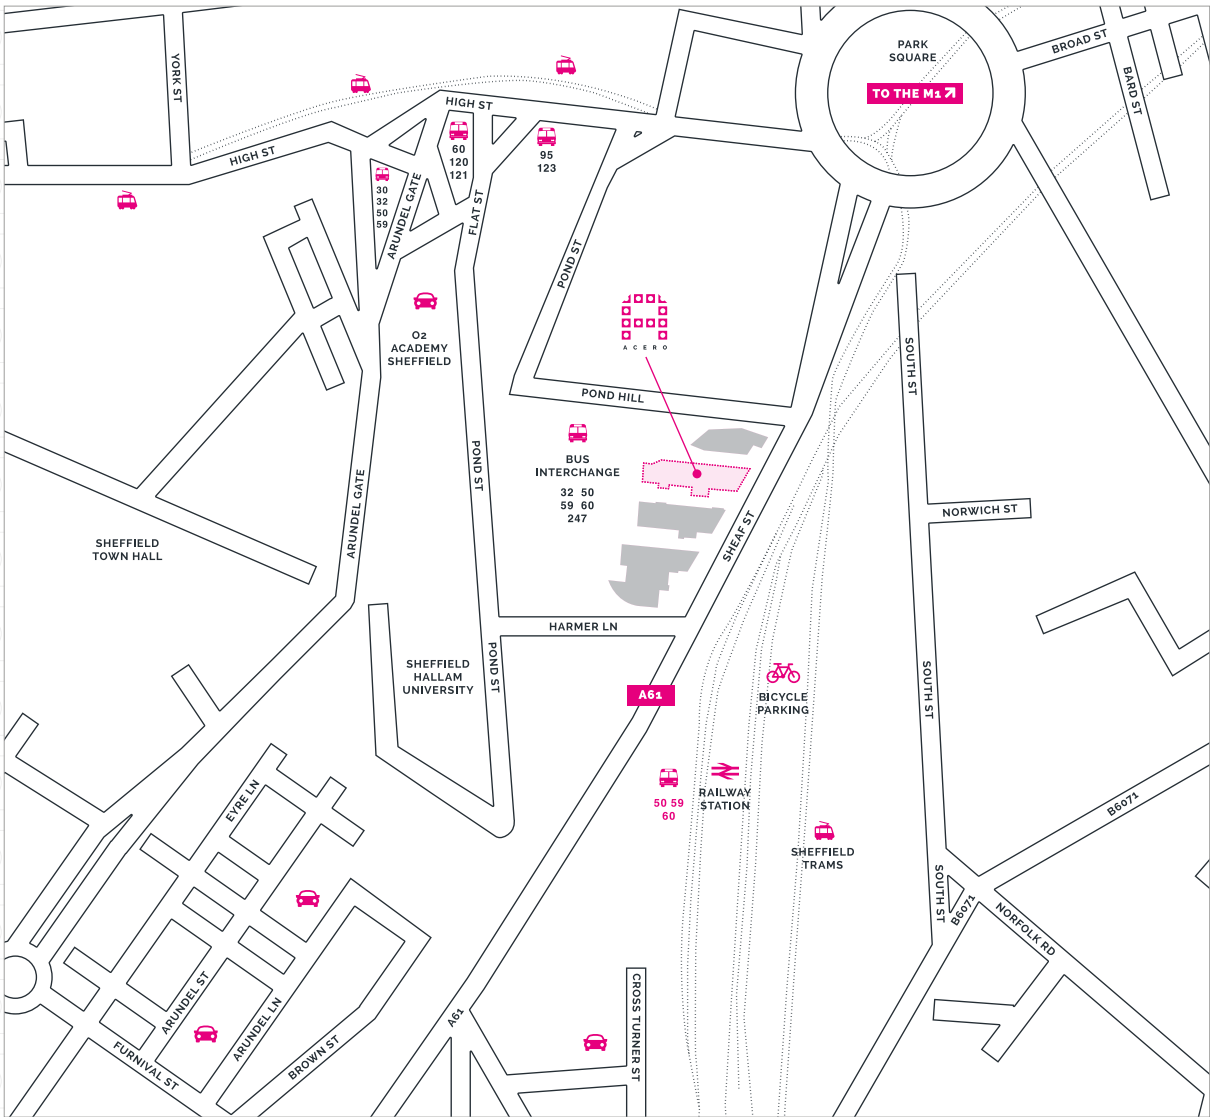 PARK
SQUARE
TO THE M1
BROAD ST
BARD ST
YORK ST
HIGH ST
HIGH ST
60
120
121
95
123
30
32
50
59
ARUNDEL GATE
FLAT ST
POND ST
O2
ACADEMY
SHEFFIELD
ACERO
POND HILL
SOUTH ST
BUS
INTERCHANGE
32 50
59 60
247
POND ST
ARUNDEL GATE
SHEAF ST
NORWICH ST
SHEFFIELD
TOWN HALL
HARMER LN
SHEFFIELD
HALLAM
UNIVERSITY
POND ST
A61
BICYCLE
PARKING
SOUTH ST
50 59
60
RAILWAY
STATION
EYRE LN
B6071
SHEFFIELD
TRAMS
SOUTH ST
B6071
NORFOLK RD
ARUNDEL ST
ARUNDEL LN
A61
CROSS TURNER ST
FURNIVAL ST
BROWN ST